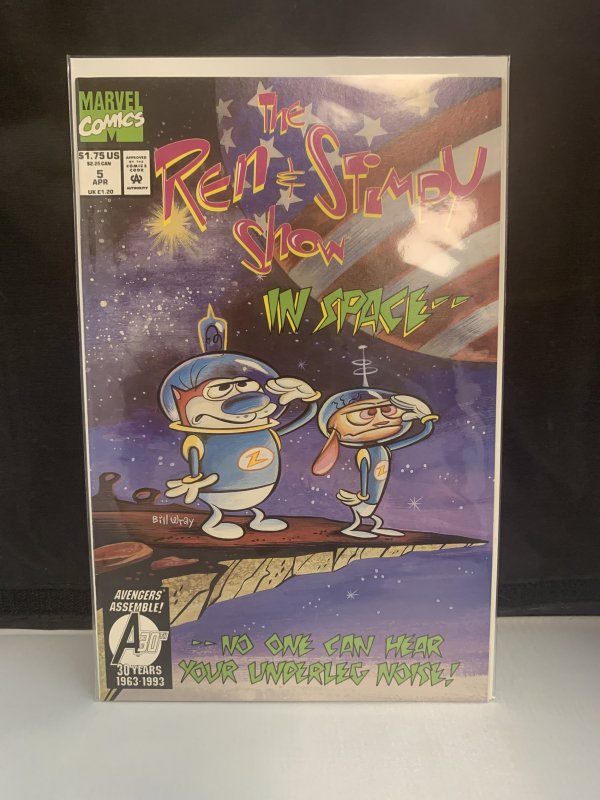 MARVEL
COMICS
M
$1.75 US
$2.25 CAN
5
APR
UK £1.20
APPROVED
BY THE
COMICS
CODE
CA
AUTHORITY
The
Ren & Stimpy
Show
IN SPACE--
Z
Z
Bill Wray
AVENGERS
ASSEMBLE!
A 30TH
30 YEARS
1963-1993
-- NO ONE CAN HEAR
YOUR UNDERLEG NOISE!